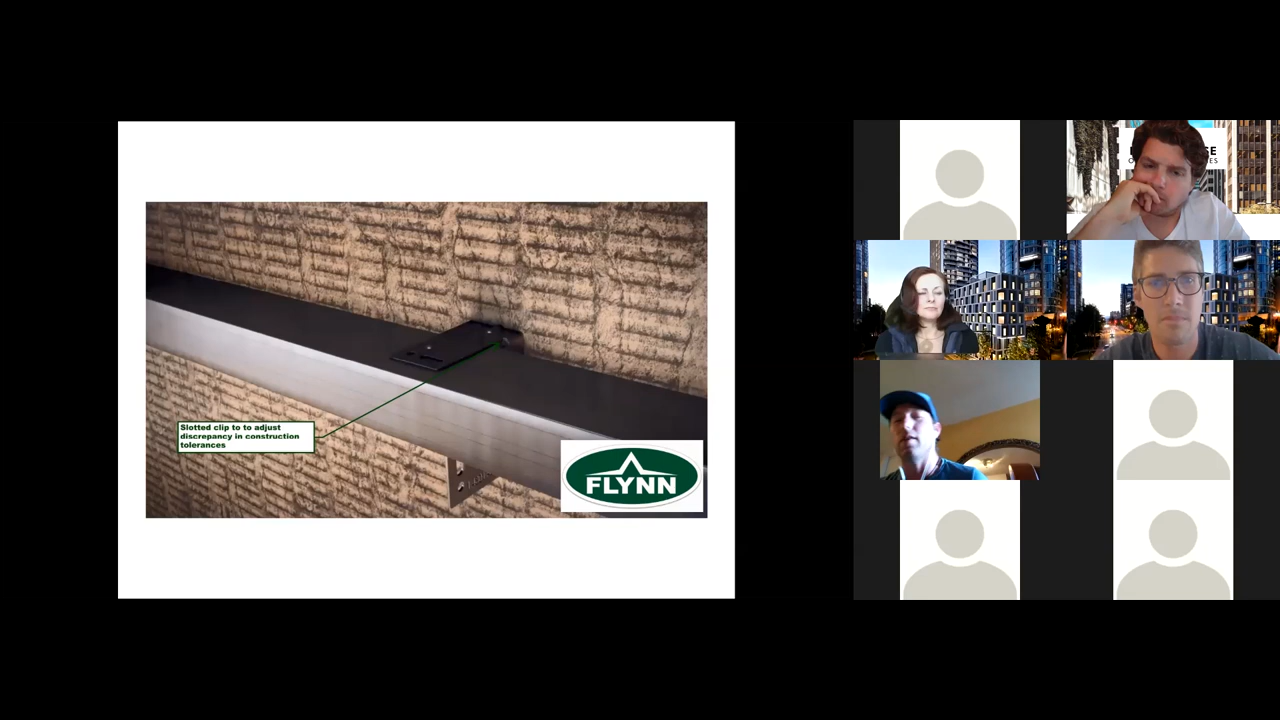 Slotted clip to to adjust
discrepancy in construction
tolerances
FLYNN